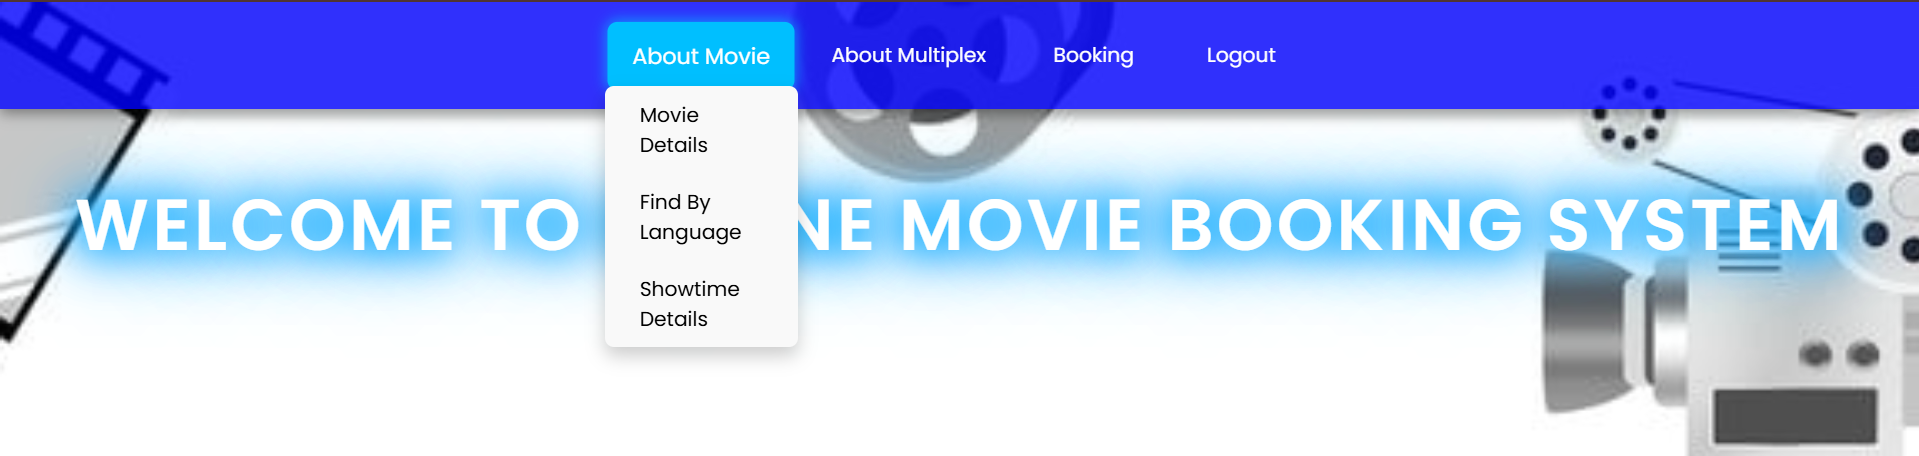 About Movie About Multiplex Booking Logout
Movie
Details
Find By
Language
Showtime
Details
WELCOME TO NE MOVIE BOOKING SYSTEM